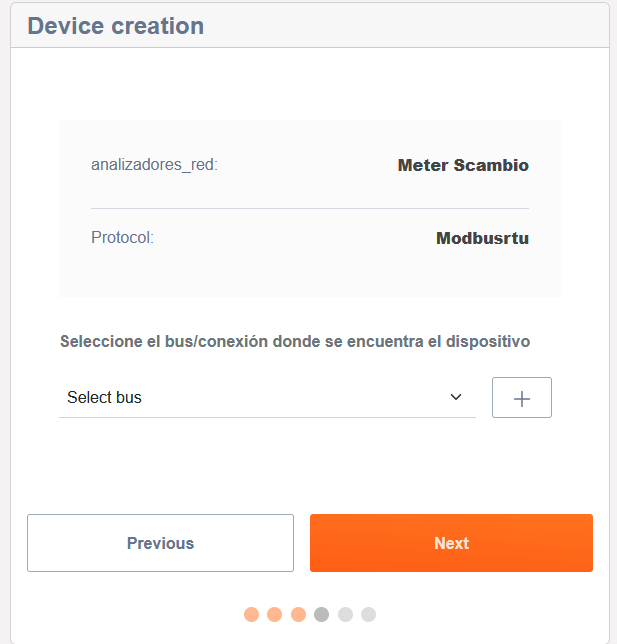 Device creation
analizadores_red: Meter Scambio
Protocol: Modbusrtu
Seleccione el bus/conexión donde se encuentra el dispositivo
Select bus
Previous Next